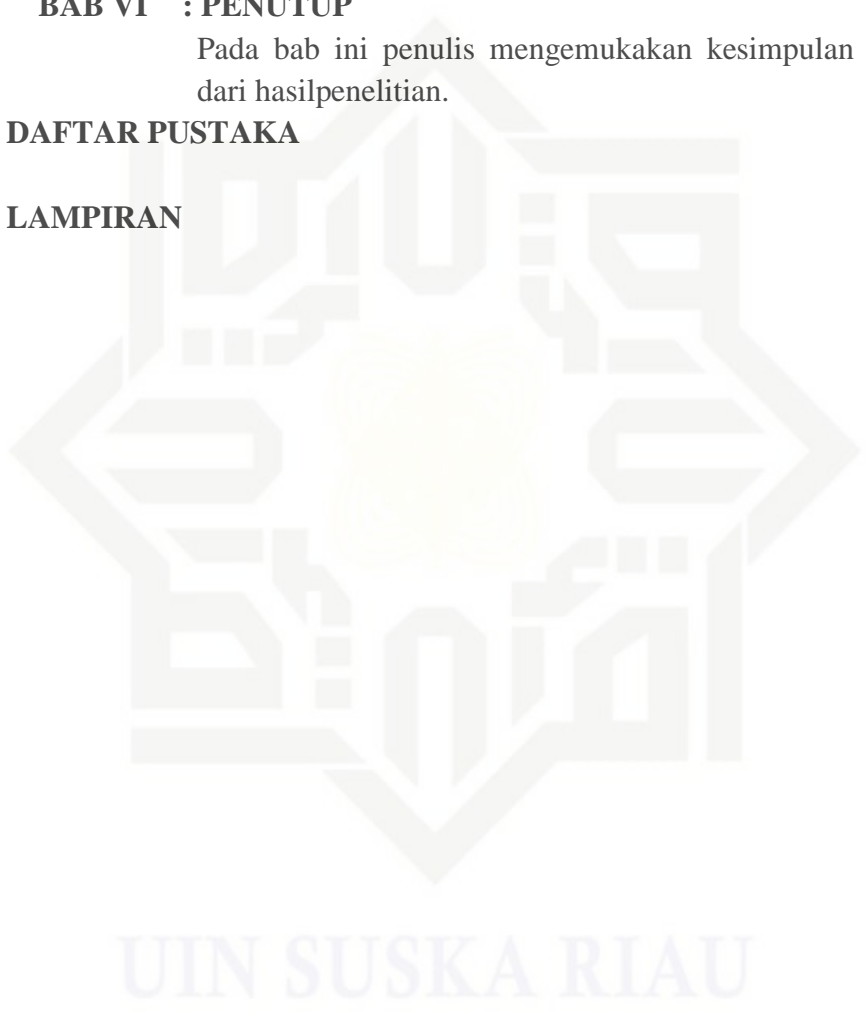 BAB VI : PENUTUP
Pada bab ini penulis mengemukakan kesimpulan
dari hasilpenelitian.
DAFTAR PUSTAKA
LAMPIRAN
UIN SUSKA RIAU